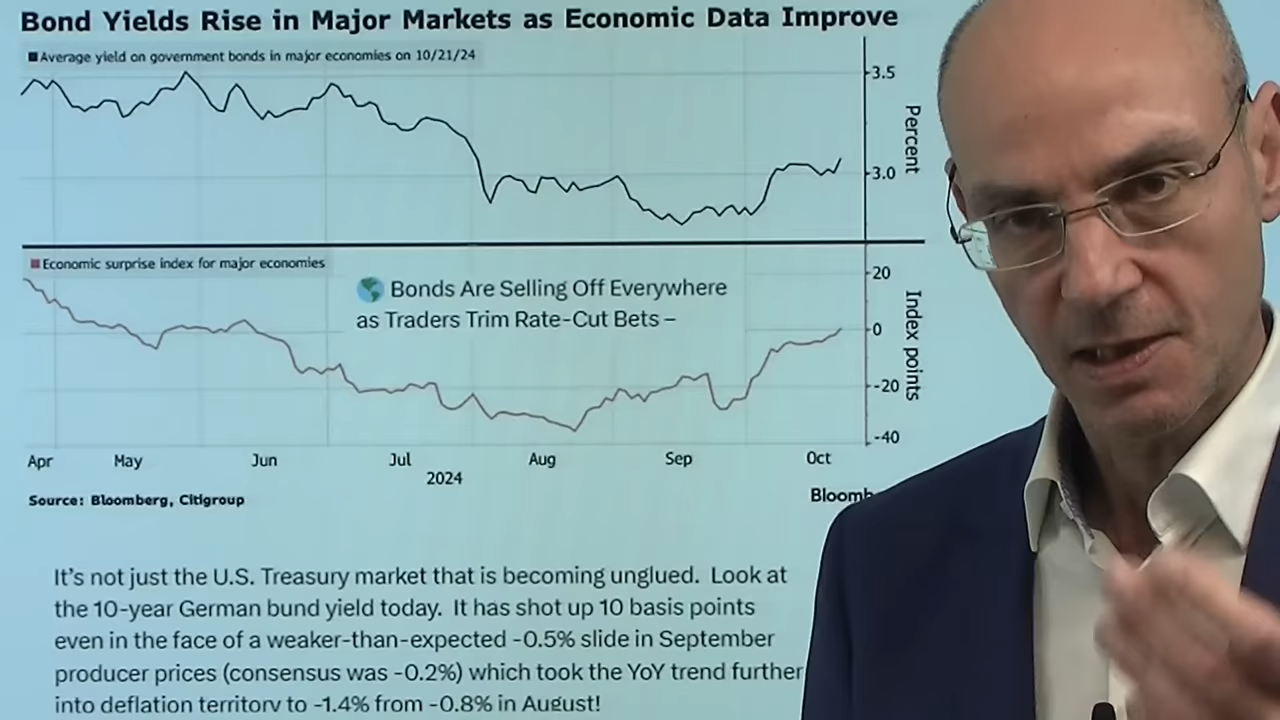 Bond Yields Rise in Major Markets as Economic Data Improve
Average yield on government bonds in major economies on 10/21/24
3.5
Percent
3.0
Economic surprise index for major economies
Bonds Are Selling Off Everywhere
as Traders Trim Rate-Cut Bets –
20
0
Index points
-20
-40
Apr May Jun Jul Aug Sep Oct
2024
Source: Bloomberg, Citigroup
Bloomb
It's not just the U.S. Treasury market that is becoming unglued. Look at
the 10-year German bund yield today. It has shot up 10 basis points
even in the face of a weaker-than-expected -0.5% slide in September
producer prices (consensus was -0.2%) which took the YoY trend further
into deflation territory to -1.4% from -0.8% in August!